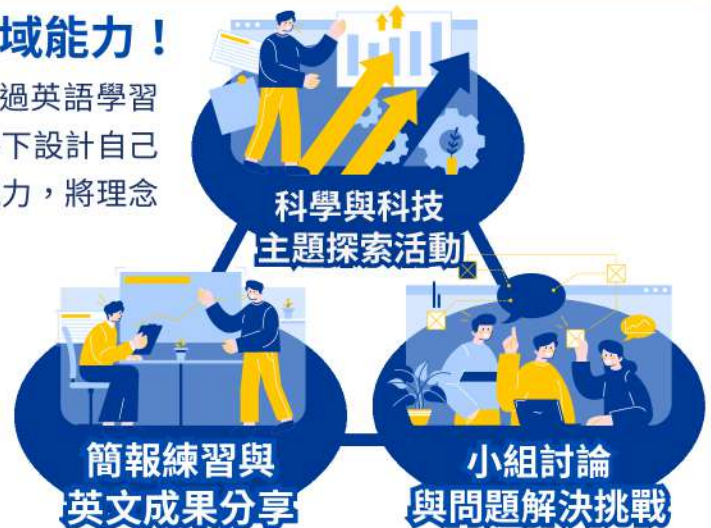 域能力！
過英語學習
下設計自己
力，將理念
科學與科技
主題探索活動
簡報練習與
英文成果分享
小組討論
與問題解決挑戰